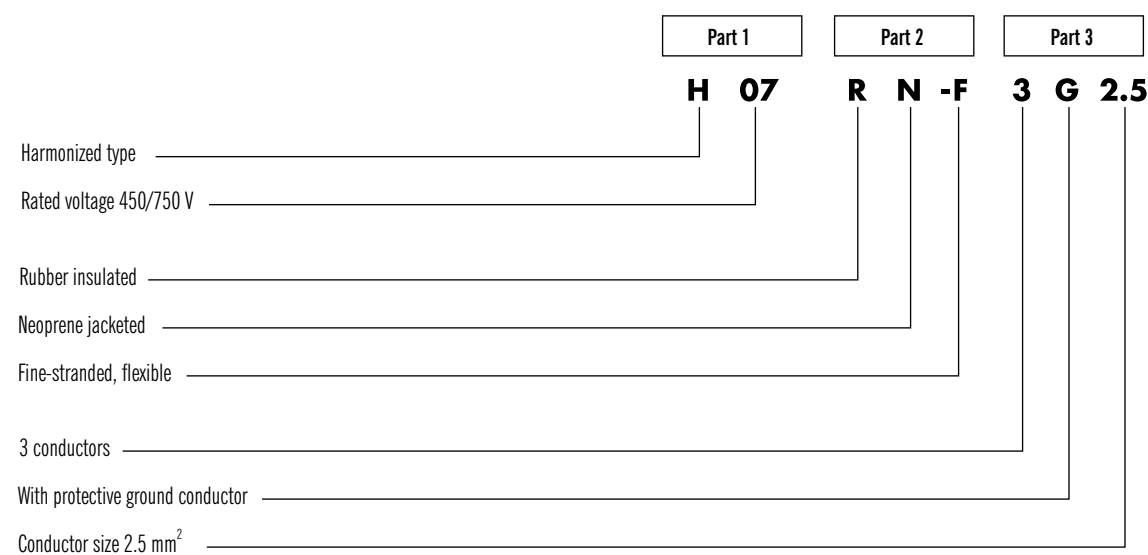 Part 1 Part 2 Part 3
H 07 R N -F 3 G 2.5
Harmonized type
Rated voltage 450/750 V
Rubber insulated
Neoprene jacketed
Fine-stranded, flexible
3 conductors
With protective ground conductor
Conductor size 2.5 mm²